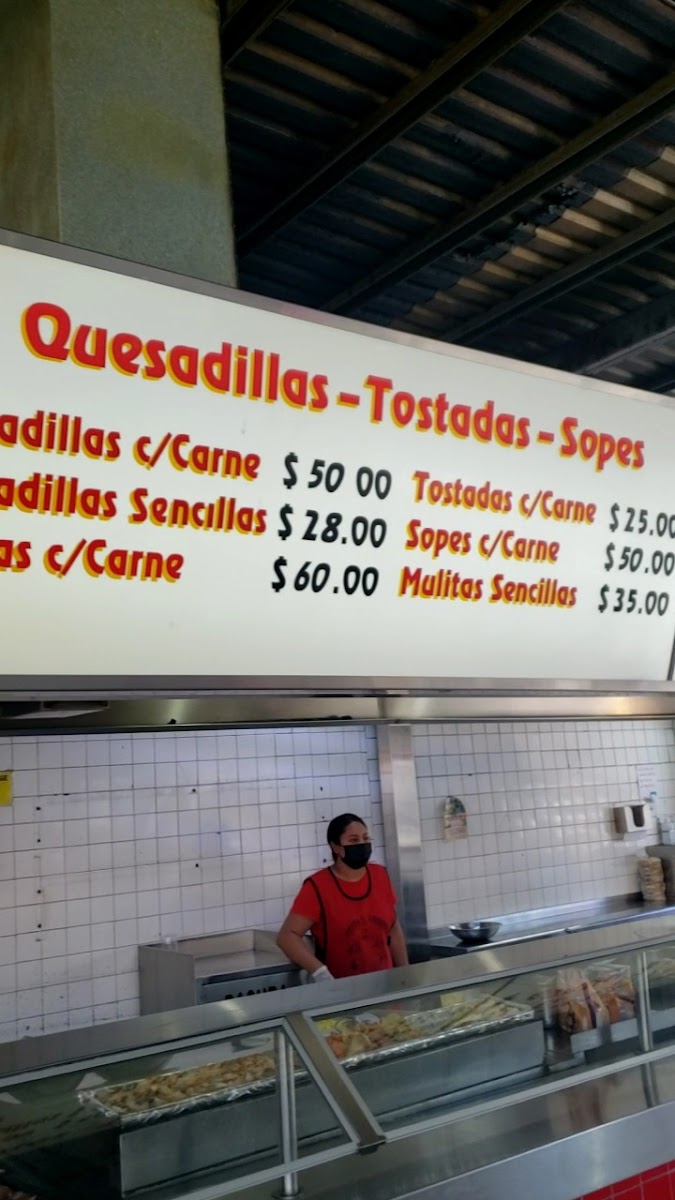 Quesadillas - Tostadas - Sopes
adillas c/Carne $ 50 00
adillas Sencillas $ 28.00
as c/Carne $ 60.00
Tostadas c/Carne $ 25.00
Sopes c/Carne $ 50.00
Mulitas Sencillas $ 35.00